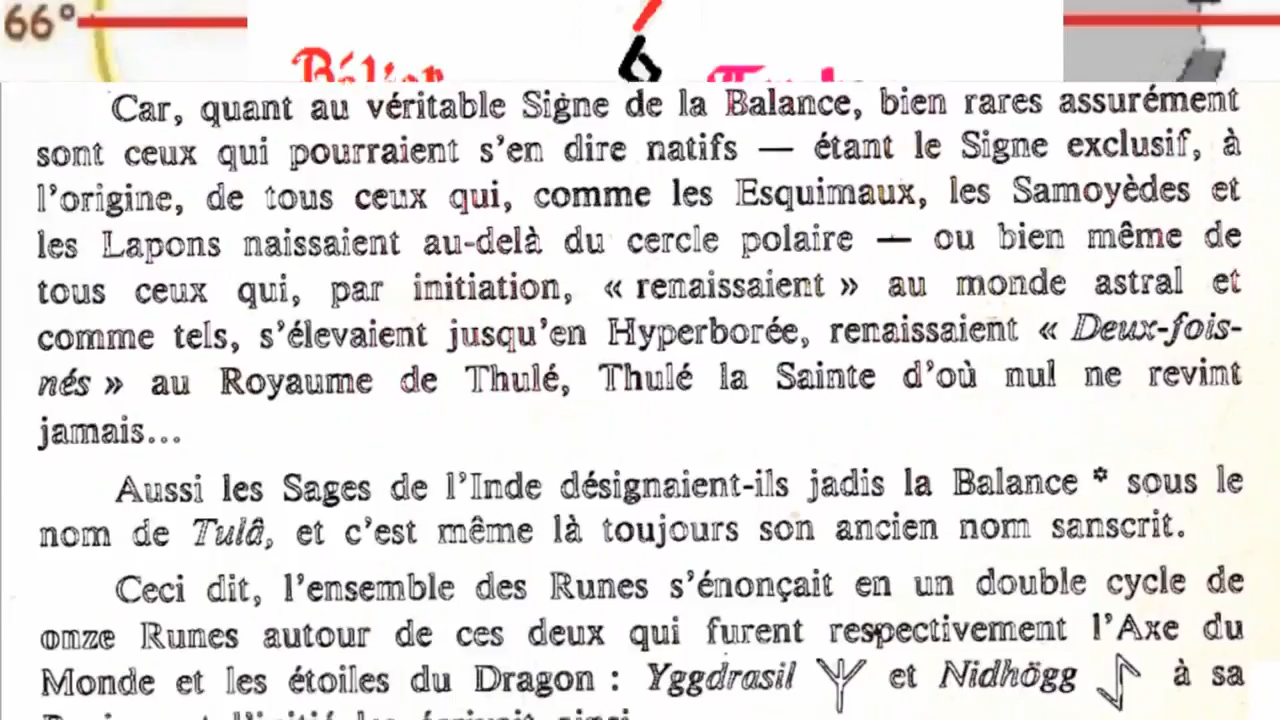 66°
6
Bélier
Car, quant au véritable Signe de la Balance, bien rares assurément
sont ceux qui pourraient s'en dire natifs — étant le Signe exclusif, à
l'origine, de tous ceux qui, comme les Esquimaux, les Samoyèdes et
les Lapons naissaient au-delà du cercle polaire — ou bien même de
tous ceux qui, par initiation, « renaissaient » au monde astral et
comme tels, s'élevaient jusqu'en Hyperborée, renaissaient « Deux-fois-
nés » au Royaume de Thulé, Thulé la Sainte d'où nul ne revint
jamais...
Aussi les Sages de l'Inde désignaient-ils jadis la Balance * sous le
nom de Tulâ, et c'est même là toujours son ancien nom sanscrit.
Ceci dit, l'ensemble des Runes s'énonçait en un double cycle de
onze Runes autour de ces deux qui furent respectivement l'Axe du
Monde et les étoiles du Dragon : Yggdrasil et Nidhögg à sa